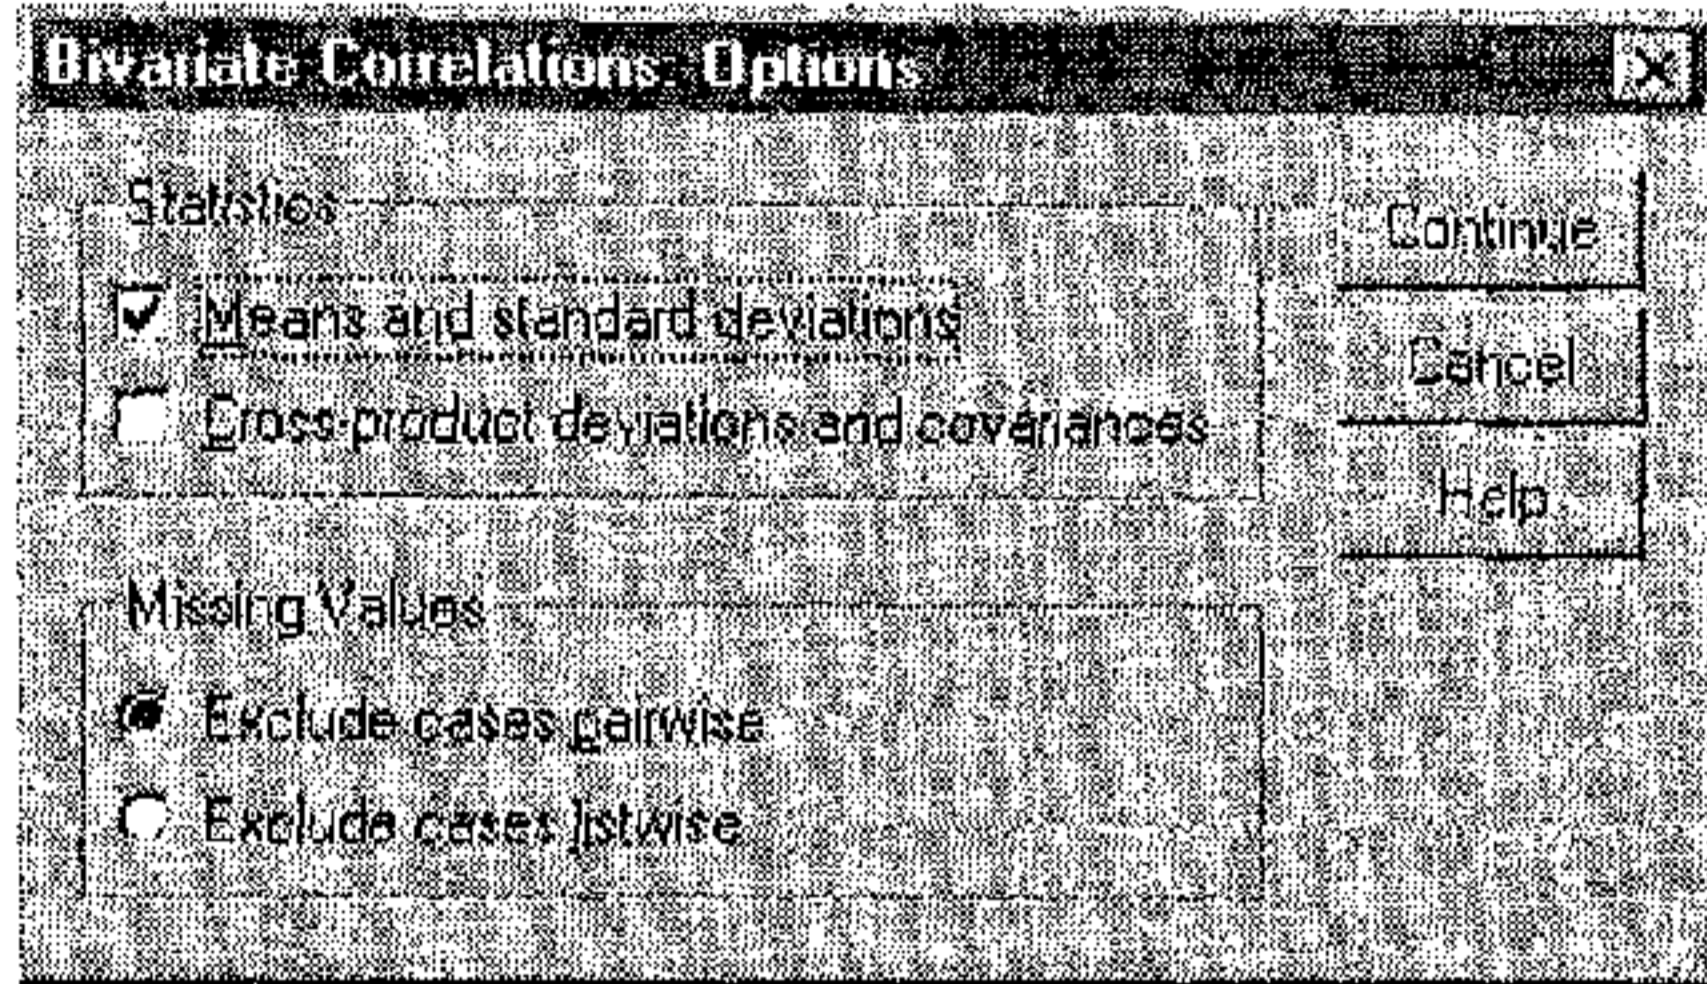 Bivariate Correlations: Options
Statistics
Means and standard deviations
Cross-product deviations and covariances
Missing Values
Exclude cases pairwise
Exclude cases listwise
Continue
Cancel
Help